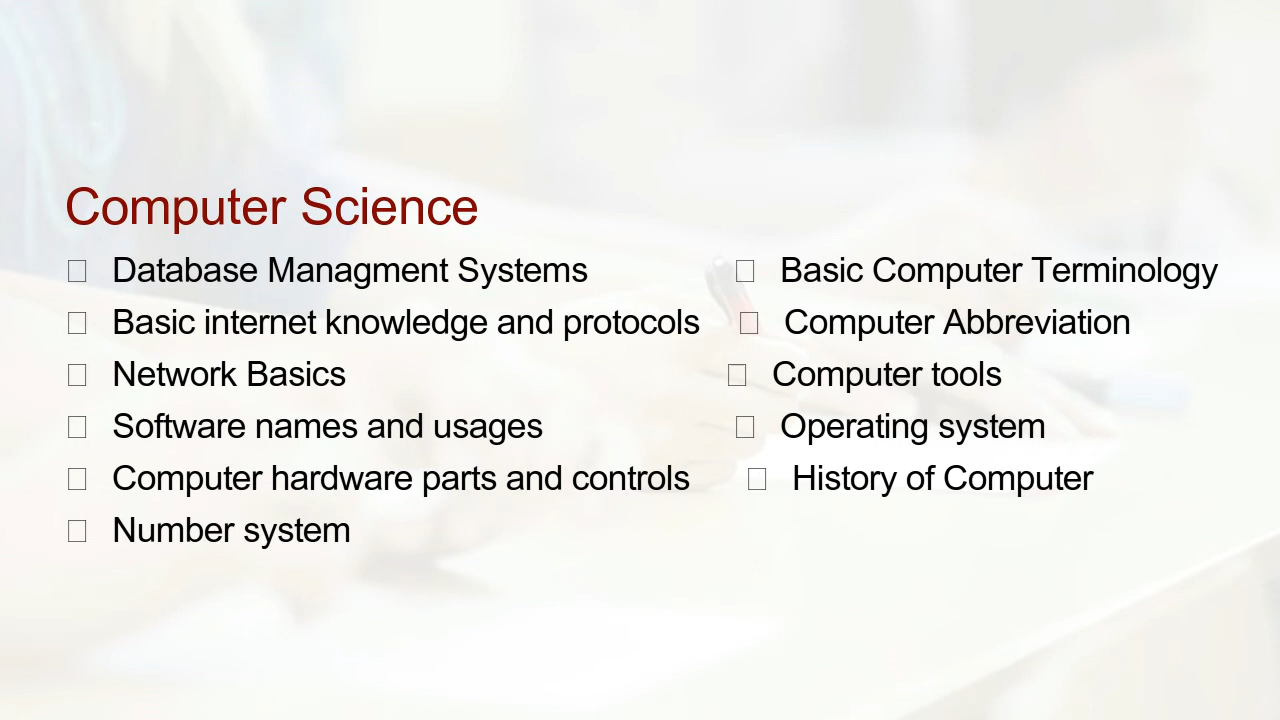 Computer Science
Database Managment Systems
Basic internet knowledge and protocols
Network Basics
Software names and usages
Computer hardware parts and controls
Number system
Basic Computer Terminology
Computer Abbreviation
Computer tools
Operating system
History of Computer